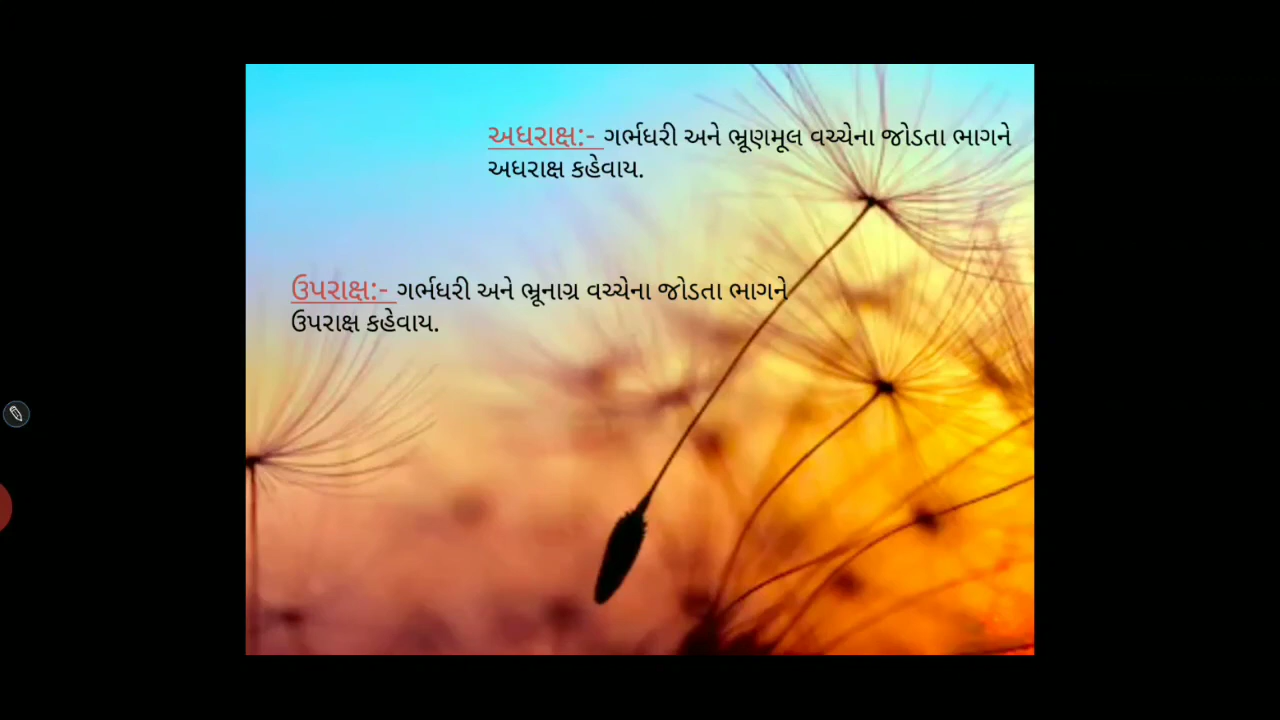 અધરાક્ષ:- ગર્ભધરી અને ભ્રૂણમૂલ વચ્ચેના જોડતા ભાગને
અધરાક્ષ કહેવાય.
ઉપરાક્ષ:- ગર્ભધરી અને ભ્રૂનાગ્ર વચ્ચેના જોડતા ભાગને
ઉપરાક્ષ કહેવાય.